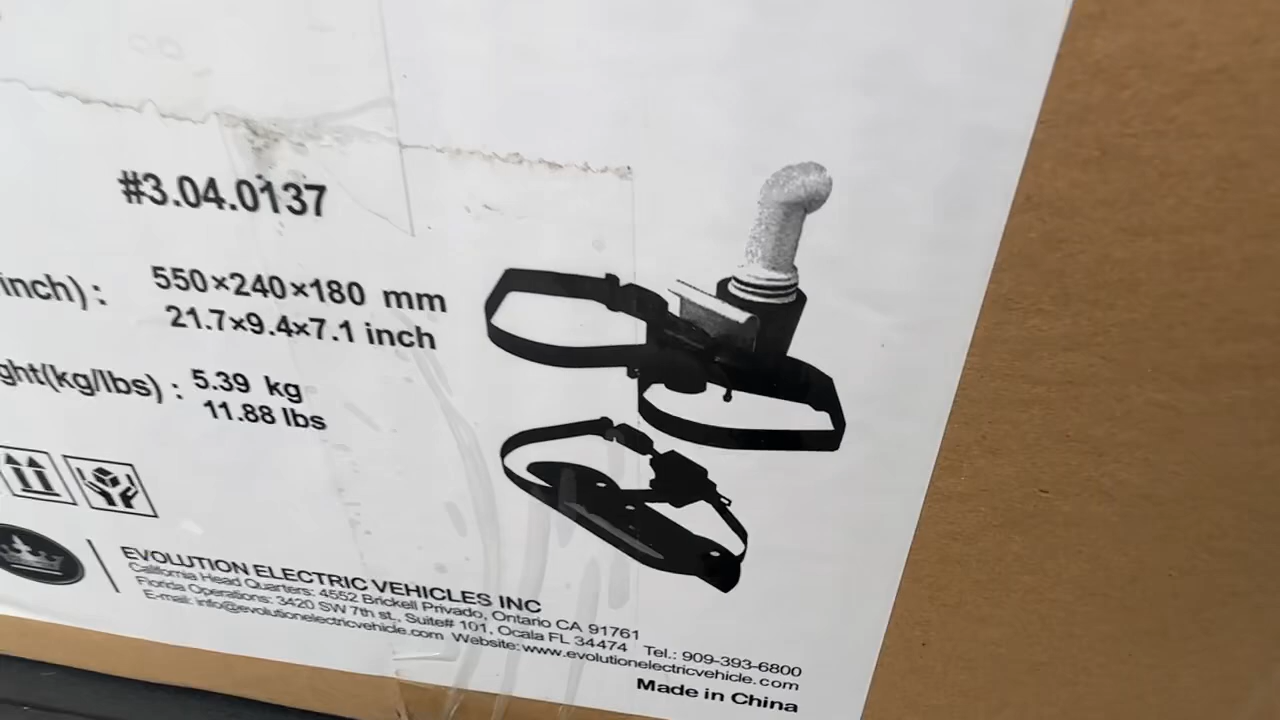 #3.04.0137
inch) : 550×240×180 mm
21.7×9.4×7.1 inch
ght(kg/lbs) : 5.39 kg
11.88 lbs
EVOLUTION ELECTRIC VEHICLES INC
California Head Quarters: 4552 Brickell Privado, Ontario CA 91761
Florida Operations: 3420 SW 7th st., Suite# 101, Ocala FL 34474 Tel.: 909-393-6800
E-mail: info@evolutionelectricvehicle.com Website: www.evolutionelectricvehicle.com
Made in China